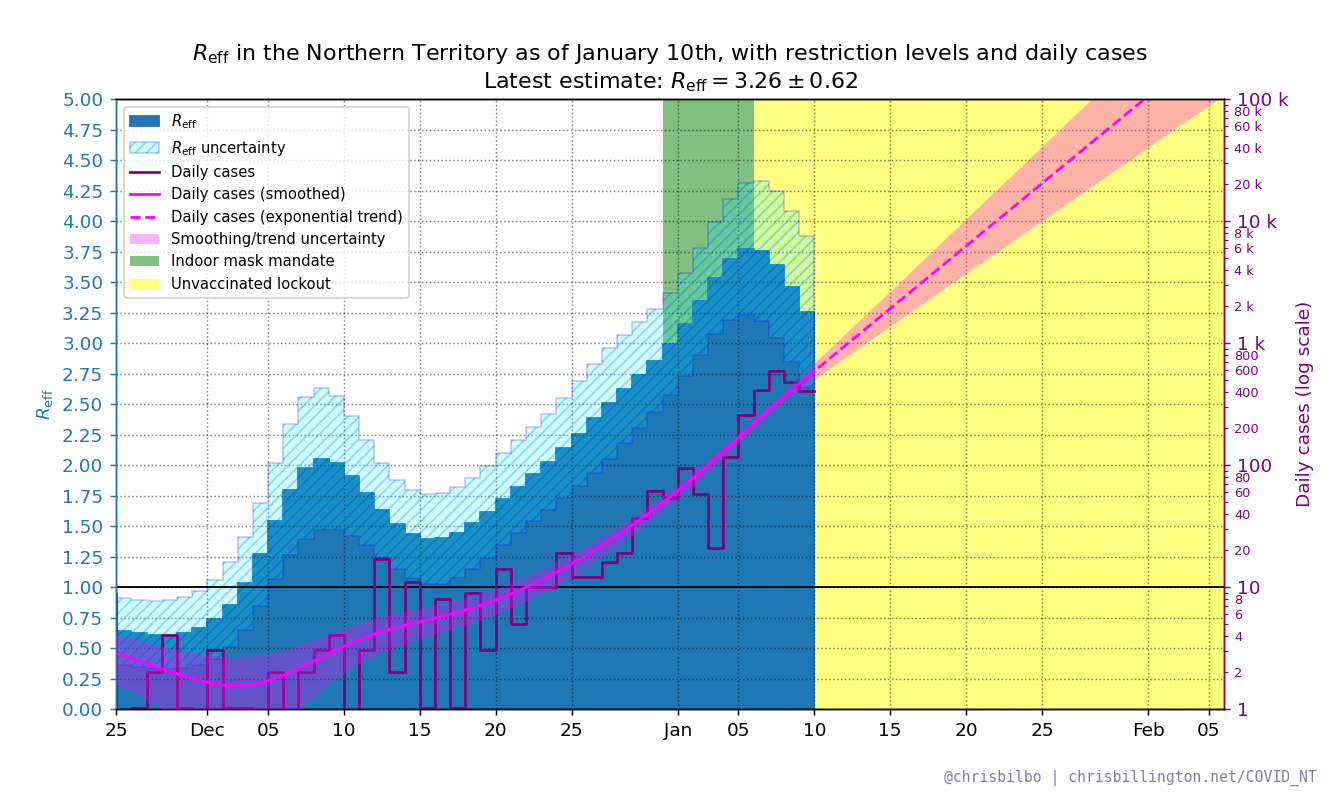 R_eff in the Northern Territory as of January 10th, with restriction levels and daily cases
Latest estimate: R_eff = 3.26 ± 0.62
R_eff
R_eff uncertainty
Daily cases
Daily cases (smoothed)
Daily cases (exponential trend)
Smoothing/trend uncertainty
Indoor mask mandate
Unvaccinated lockout
5.00
4.75
4.50
4.25
4.00
3.75
3.50
3.25
3.00
2.75
2.50
2.25
2.00
1.75
1.50
1.25
1.00
0.75
0.50
0.25
0.00
R_eff
25 Dec 05 10 15 20 25 Jan 05 10 15 20 25 Feb 05
100 k
80 k
60 k
40 k
20 k
10 k
8 k
6 k
4 k
2 k
1 k
800
600
400
200
100
80
60
40
20
10
8
6
4
2
1
Daily cases (log scale)
@chrisbilbo | chrisbillington.net/COVID_NT